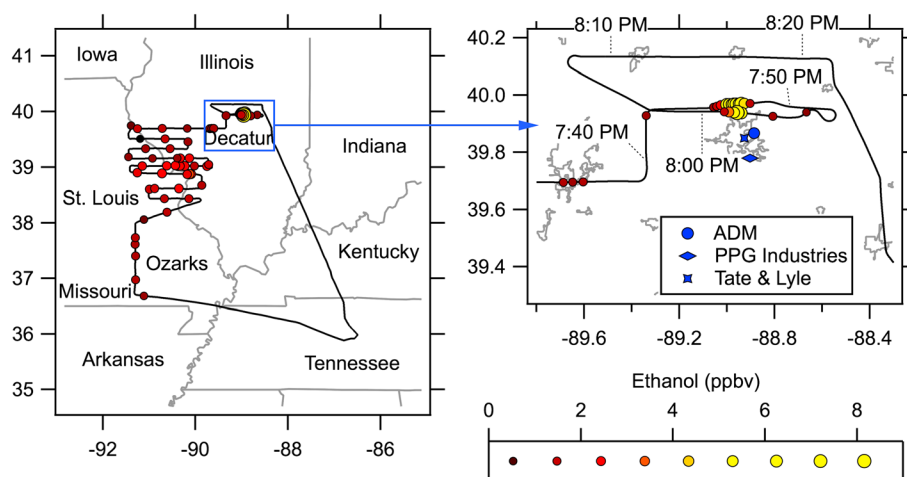 41
40
39
38
37
36
35
-92
-90
-88
-86
Iowa
Illinois
Decatur
Indiana
St. Louis
Ozarks
Kentucky
Missouri
Arkansas
Tennessee
40.2
40.0
39.8
39.6
39.4
-89.6
-89.2
-88.8
-88.4
8:10 PM
8:20 PM
7:50 PM
7:40 PM
8:00 PM
ADM
PPG Industries
Tate & Lyle
Ethanol (ppbv)
0 2 4 6 8